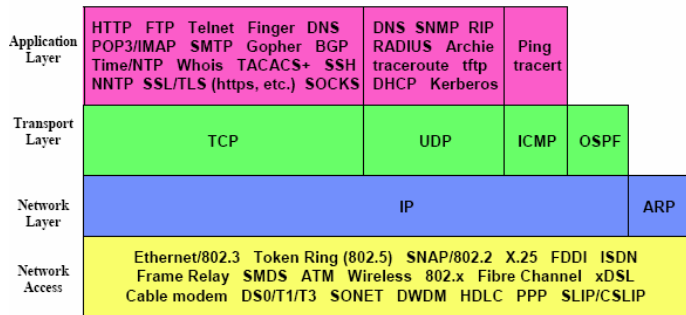 Application
Layer
HTTP FTP Telnet Finger DNS
POP3/IMAP SMTP Gopher BGP
Time/NTP Whois TACACS+ SSH
NNTP SSL/TLS (https, etc.) SOCKS
DNS SNMP RIP
RADIUS Archie
traceroute tftp
DHCP Kerberos
Ping
tracert
Transport
Layer
TCP
UDP
ICMP
OSPF
Network
Layer
IP
ARP
Network
Access
Ethernet/802.3 Token Ring (802.5) SNAP/802.2 X.25 FDDI ISDN
Frame Relay SMDS ATM Wireless 802.x Fibre Channel xDSL
Cable modem DS0/T1/T3 SONET DWDM HDLC PPP SLIP/CSLIP